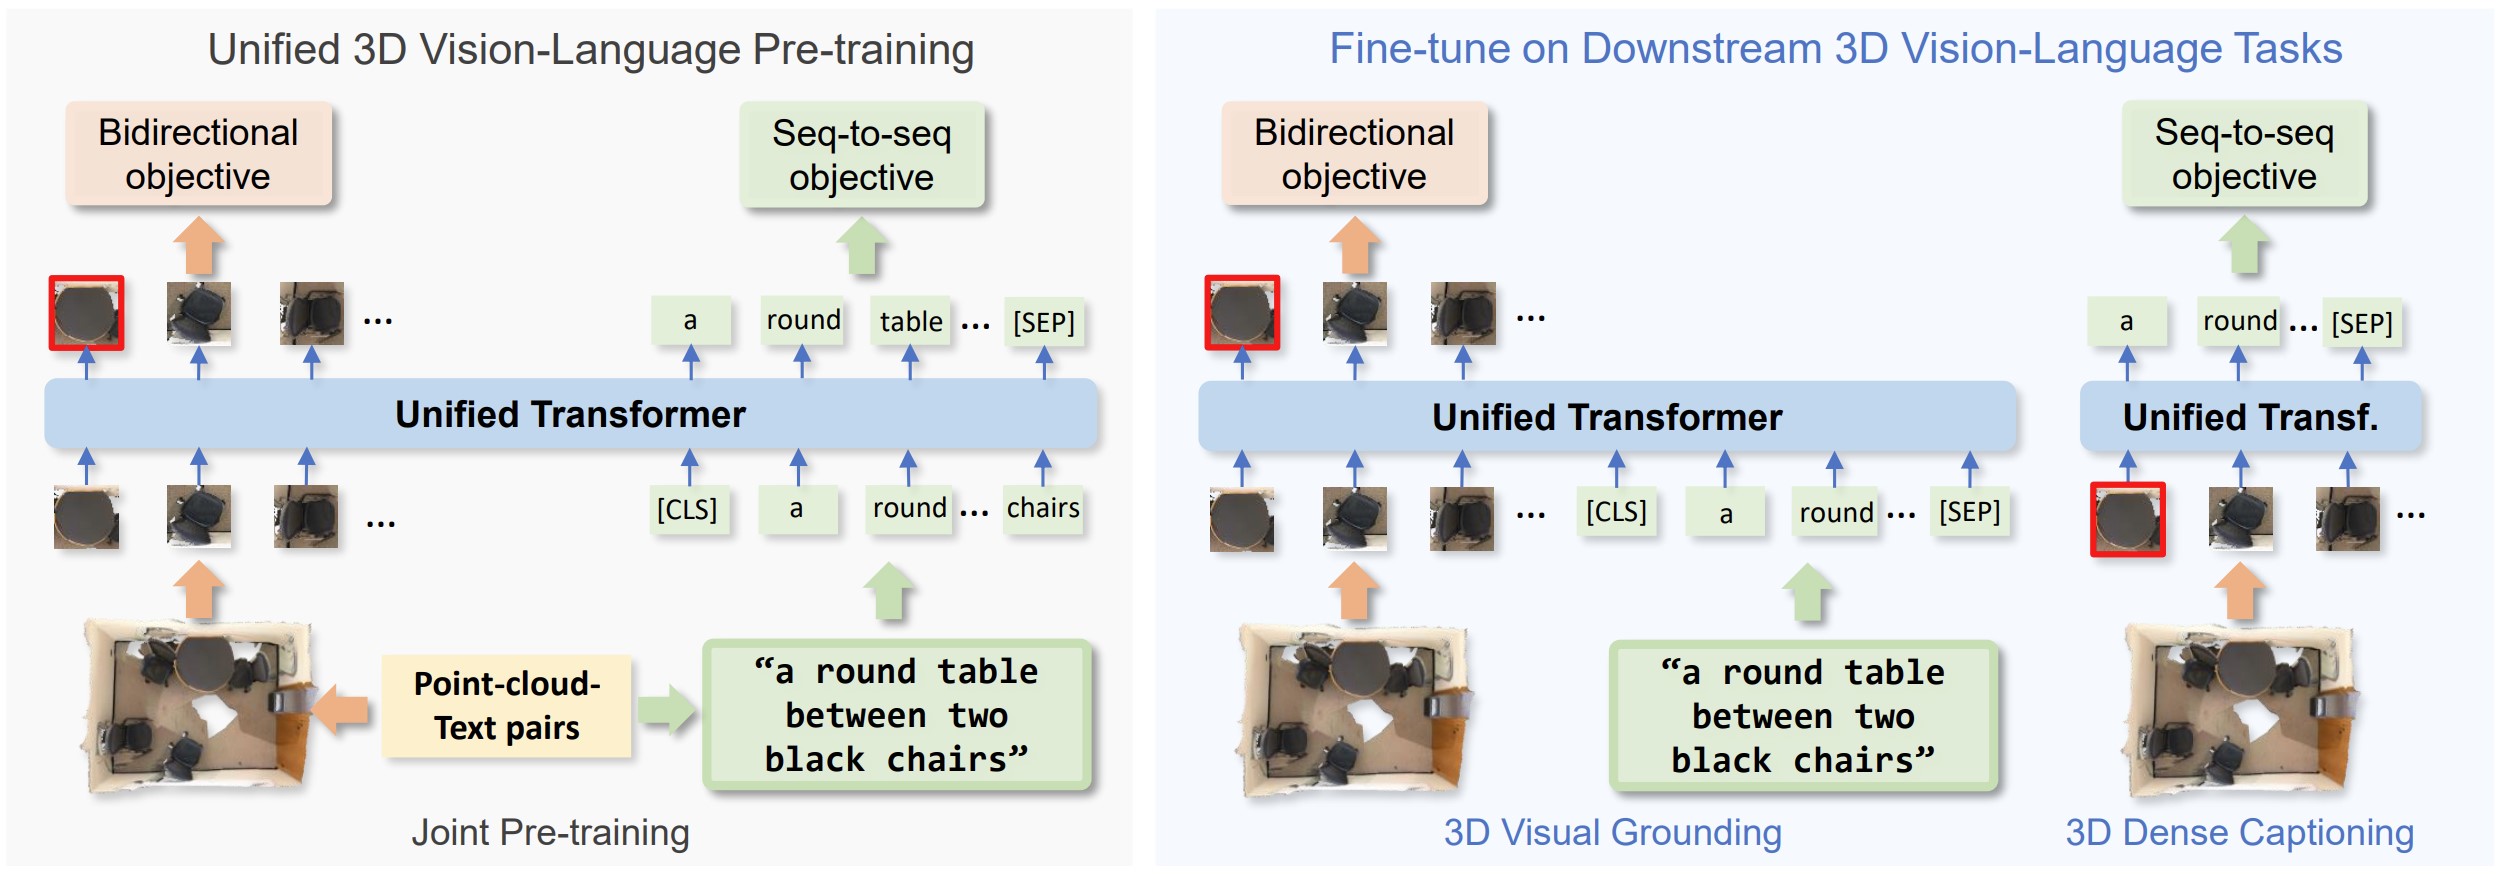 Unified 3D Vision-Language Pre-training
Bidirectional
objective
Seq-to-seq
objective
...
a
round
table
...
[SEP]
Unified Transformer
...
[CLS]
a
round
...
chairs
Point-cloud-
Text pairs
“a round table
between two
black chairs”
Joint Pre-training
Fine-tune on Downstream 3D Vision-Language Tasks
Bidirectional
objective
...
Unified Transformer
...
[CLS]
a
round
...
[SEP]
“a round table
between two
black chairs”
3D Visual Grounding
Seq-to-seq
objective
a
round
...
[SEP]
Unified Transf.
...
3D Dense Captioning